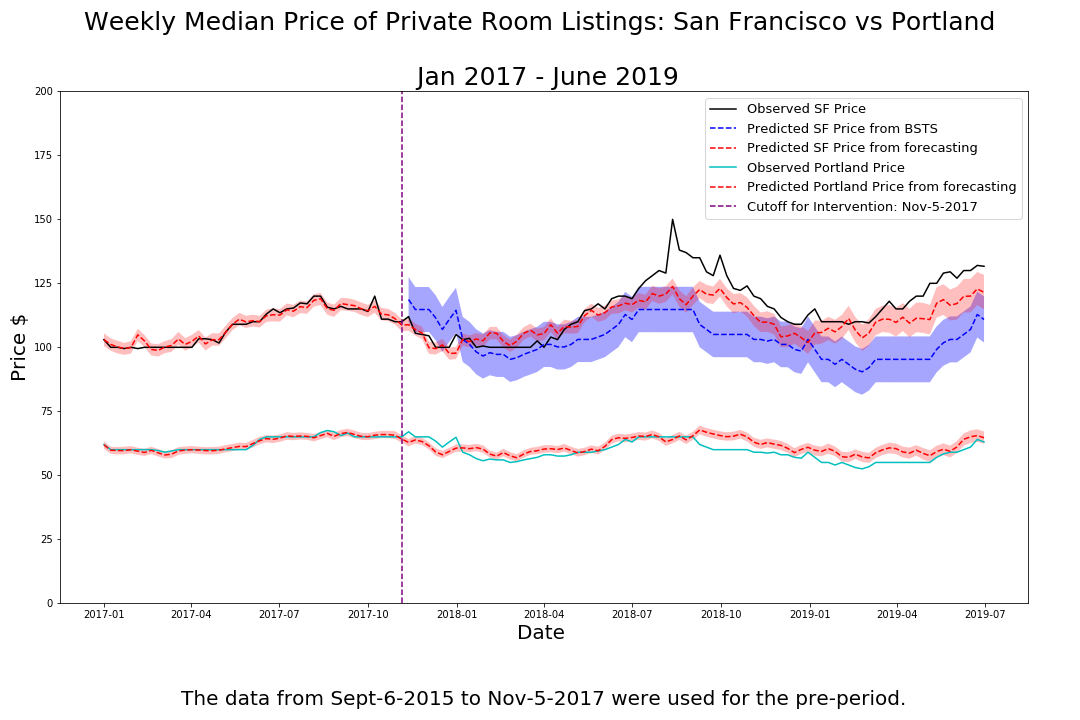 Weekly Median Price of Private Room Listings: San Francisco vs Portland
Jan 2017 - June 2019
200
175
150
125
100
75
50
25
0
Price $
Observed SF Price
Predicted SF Price from BSTS
Predicted SF Price from forecasting
Observed Portland Price
Predicted Portland Price from forecasting
Cutoff for Intervention: Nov-5-2017
2017-01 2017-04 2017-07 2017-10 2018-01 2018-04 2018-07 2018-10 2019-01 2019-04 2019-07
Date
The data from Sept-6-2015 to Nov-5-2017 were used for the pre-period.